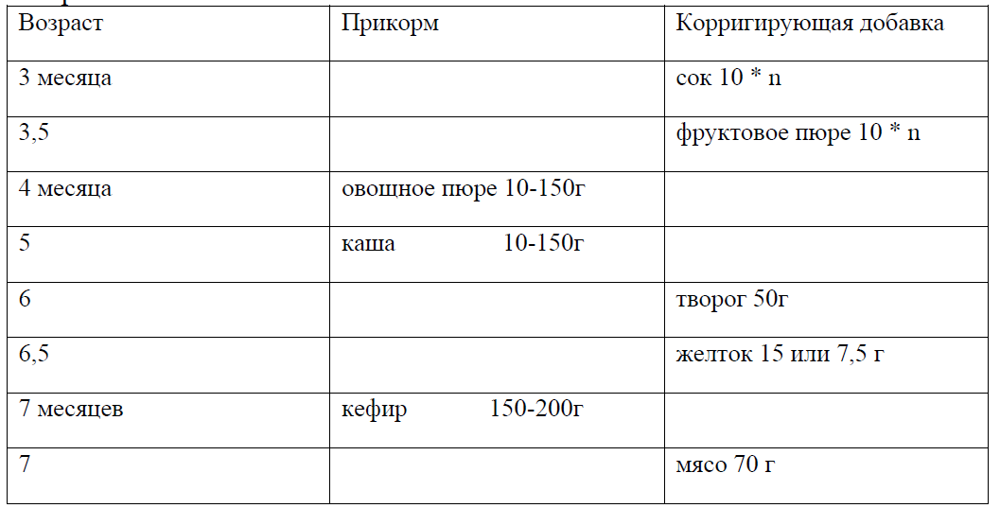 Возраст Прикорм Корригирующая добавка
3 месяца сок 10 * n
3,5 фруктовое пюре 10 * n
4 месяца овощное пюре 10-150г
5 каша 10-150г
6 творог 50г
6,5 желток 15 или 7,5 г
7 месяцев кефир 150-200г
7 мясо 70 г